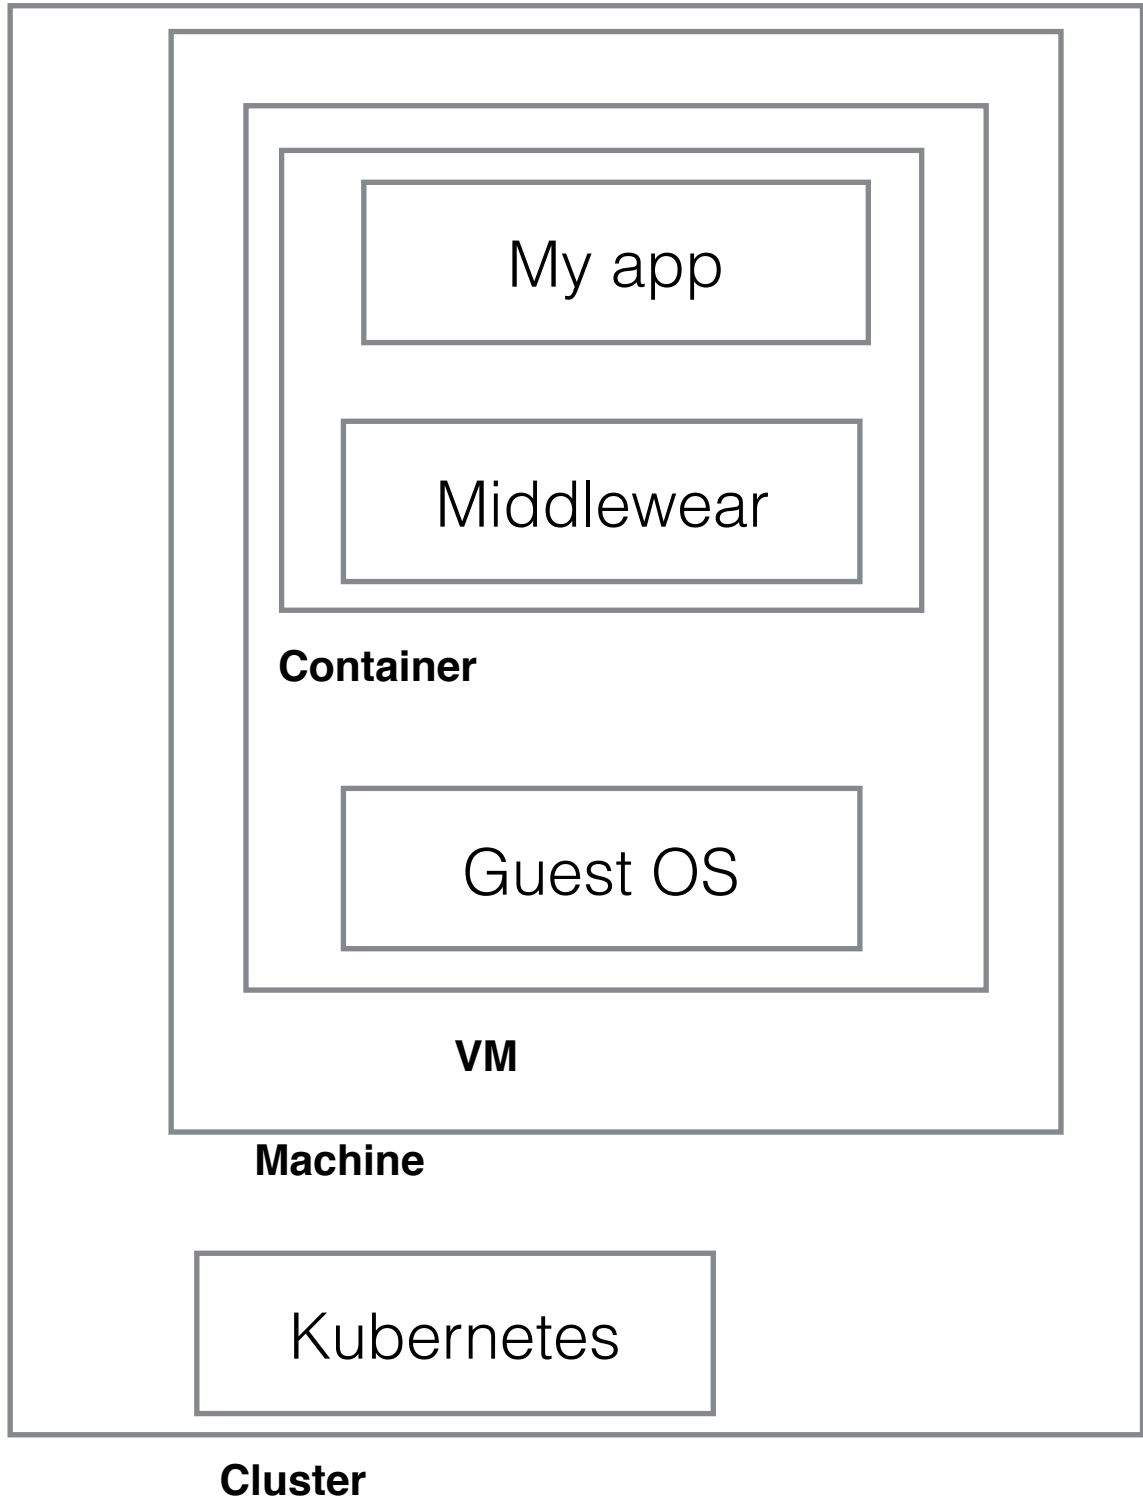 My app
Middlewear
Container
Guest OS
VM
Machine
Kubernetes
Cluster